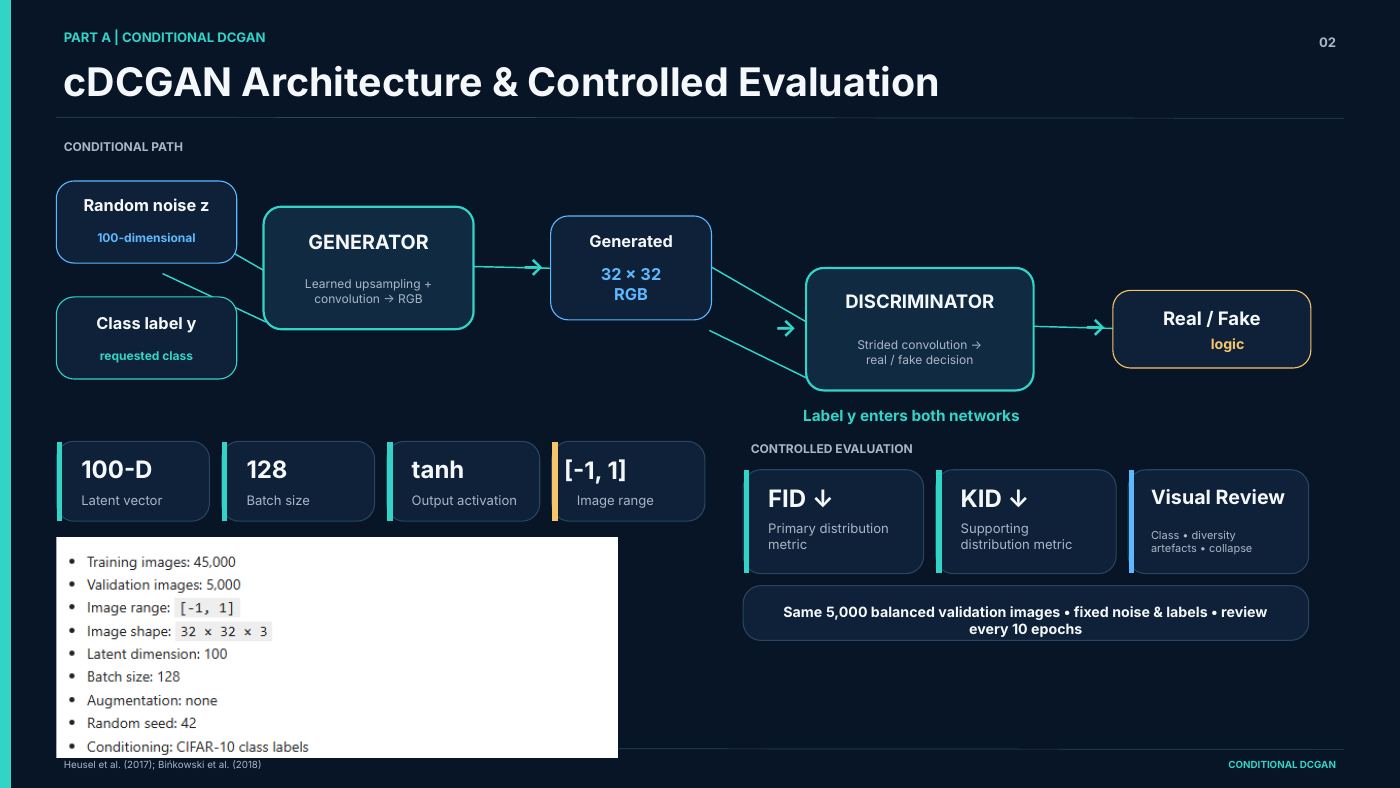 PART A | CONDITIONAL DCGAN
02
cDCGAN Architecture & Controlled Evaluation
CONDITIONAL PATH
Random noise z
100-dimensional
Class label y
requested class
GENERATOR
Learned upsampling +
convolution → RGB
Generated
32 × 32
RGB
DISCRIMINATOR
Strided convolution →
real / fake decision
Real / Fake
logic
Label y enters both networks
100-D
Latent vector
128
Batch size
tanh
Output activation
[-1, 1]
Image range
CONTROLLED EVALUATION
FID ↓
Primary distribution
metric
KID ↓
Supporting
distribution metric
Visual Review
Class • diversity
artefacts • collapse
Same 5,000 balanced validation images • fixed noise & labels • review
every 10 epochs
• Training images: 45,000
• Validation images: 5,000
• Image range: [-1, 1]
• Image shape: 32 × 32 × 3
• Latent dimension: 100
• Batch size: 128
• Augmentation: none
• Random seed: 42
• Conditioning: CIFAR-10 class labels
Heusel et al. (2017); Bińkowski et al. (2018)
CONDITIONAL DCGAN